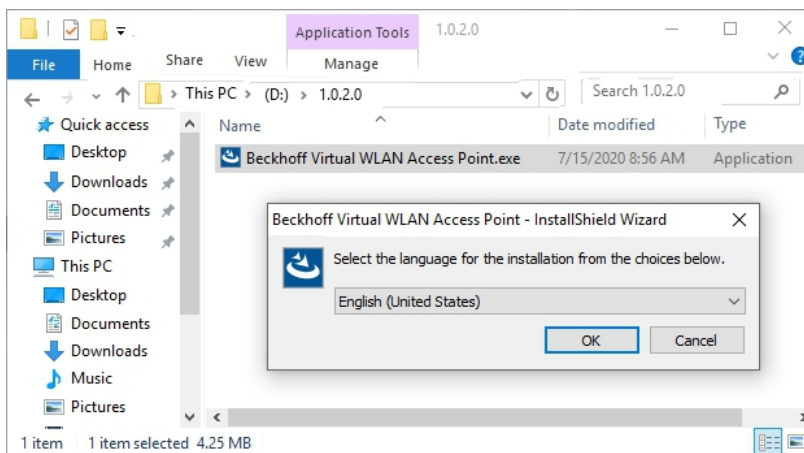 Application Tools
1.0.2.0
File
Home
Share
View
Manage
This PC > (D:) > 1.0.2.0
Search 1.0.2.0
Quick access
Desktop
Downloads
Documents
Pictures
This PC
Desktop
Documents
Downloads
Music
Pictures
Name
Date modified
Type
Beckhoff Virtual WLAN Access Point.exe
7/15/2020 8:56 AM
Application
Beckhoff Virtual WLAN Access Point - InstallShield Wizard
Select the language for the installation from the choices below.
English (United States)
OK
Cancel
1 item
1 item selected 4.25 MB